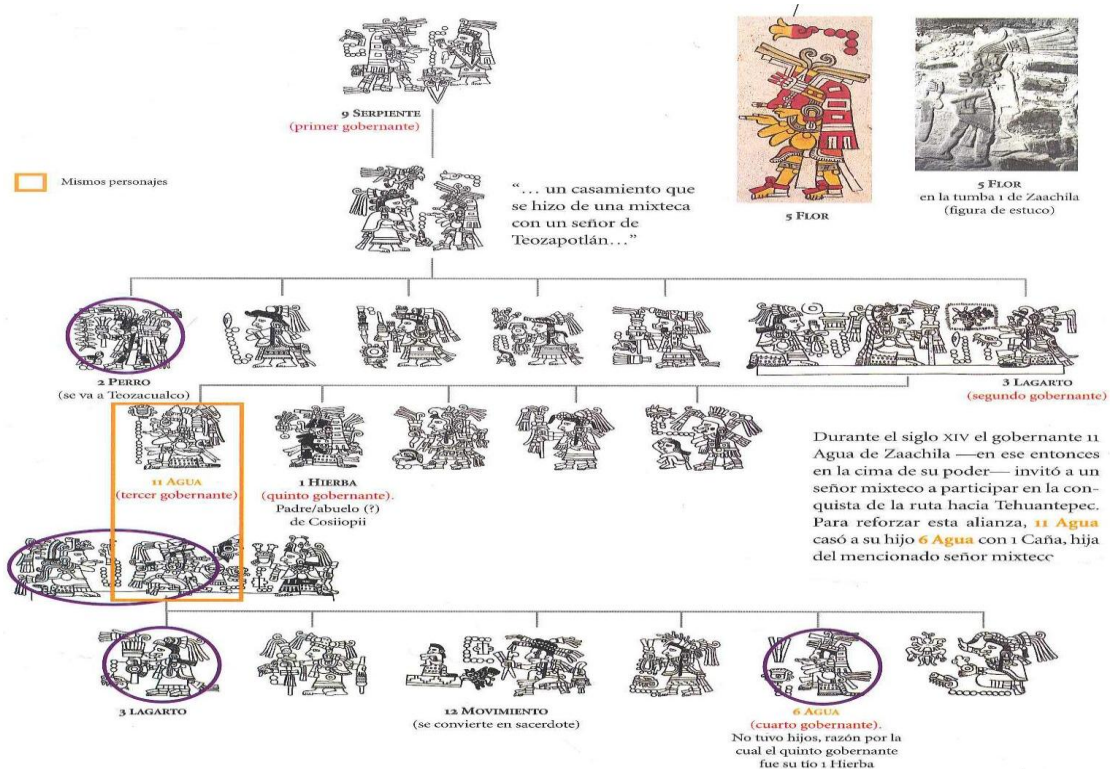 9 SERPIENTE
(primer gobernante)
Mismos personajes
“... un casamiento que
se hizo de una mixteca
con un señor de
Teozapotlán...”
5 FLOR
5 FLOR
en la tumba 1 de Zaachila
(figura de estuco)
2 PERRO
(se va a Teozacualco)
3 LAGARTO
(segundo gobernante)
11 AGUA
(tercer gobernante)
1 HIERBA
(quinto gobernante).
Padre/abuelo (?)
de Cosiiopii
Durante el siglo XIV el gobernante 11
Agua de Zaachila —en ese entonces
en la cima de su poder— invitó a un
señor mixteco a participar en la con-
quista de la ruta hacia Tehuantepec.
Para reforzar esta alianza, 11 Agua
casó a su hijo 6 Agua con 1 Caña, hija
del mencionado señor mixteco
3 LAGARTO
12 MOVIMIENTO
(se convierte en sacerdote)
6 AGUA
(cuarto gobernante).
No tuvo hijos, razón por la
cual el quinto gobernante
fue su tío 1 Hierba